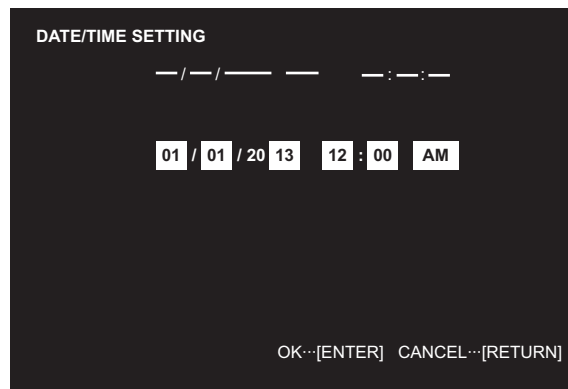 DATE/TIME SETTING
—/—/—— — —:—:—
01 / 01 / 20 13 12 : 00 AM
OK···[ENTER] CANCEL···[RETURN]